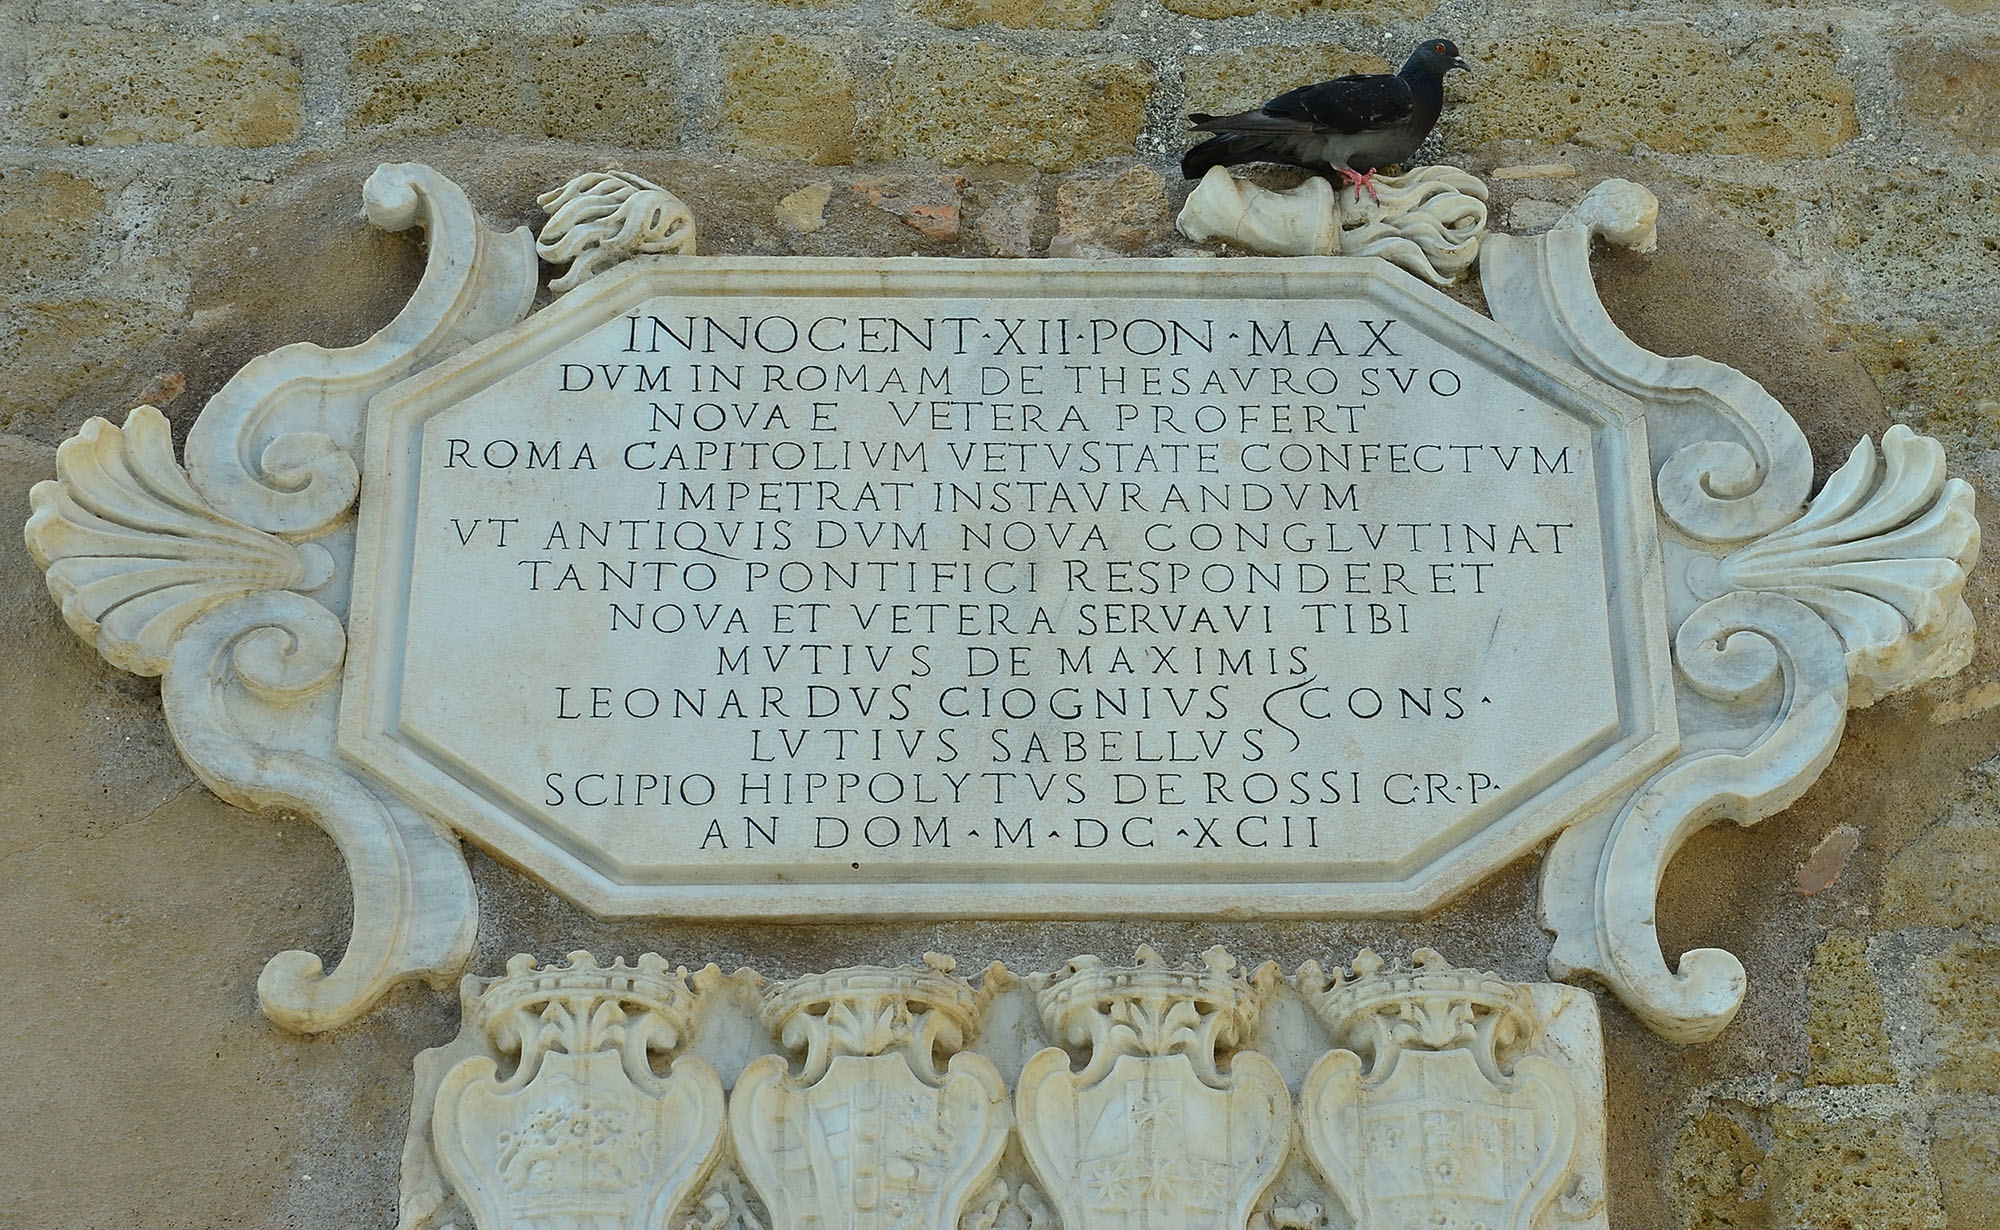 INNOCENT·XII·PON·MAX
DVM IN ROMAM DE THESAVRO SVO
NOVA E VETERA PROFERT
ROMA CAPITOLIVM VETVSTATE CONFECTVM
IMPETRAT INSTAVRANDVM
VT ANTIQVIS DVM NOVA CONGLVTINAT
TANTO PONTIFICI RESPONDERET
NOVA ET VETERA SERVAVI TIBI
MVTIVS DE MAXIMIS
LEONARDVS CIOGNIVS CONS·
LVTIVS SABELLVS
SCIPIO HIPPOLYTVS DE ROSSI C·R·P·
AN DOM·M·DC·XCII